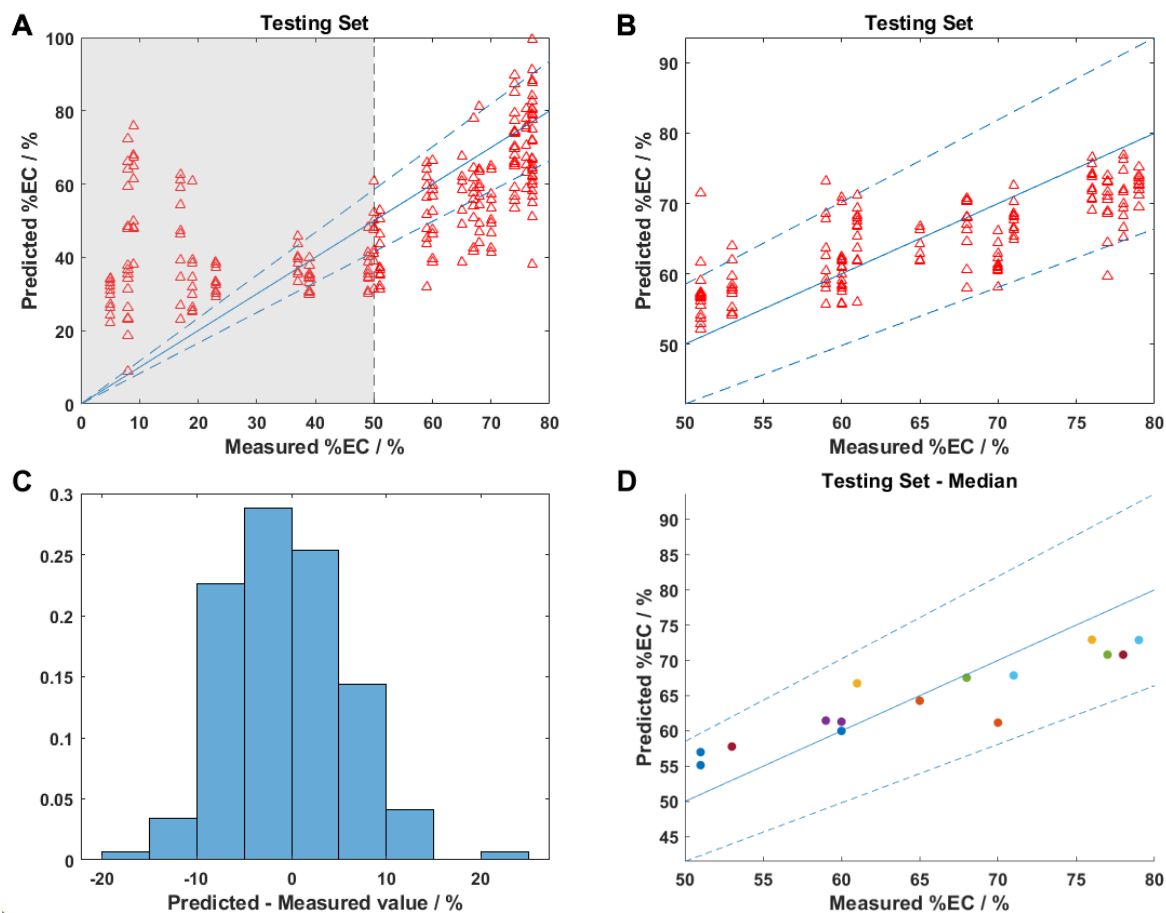 A
Testing Set
Predicted %EC / %
100
80
60
40
20
0
0 10 20 30 40 50 60 70 80
Measured %EC / %
B
Testing Set
Predicted %EC / %
90
80
70
60
50
50 55 60 65 70 75 80
Measured %EC / %
C
0.3
0.25
0.2
0.15
0.1
0.05
0
-20 -10 0 10 20
Predicted - Measured value / %
D
Testing Set - Median
Predicted %EC / %
90
85
80
75
70
65
60
55
50
45
50 55 60 65 70 75 80
Measured %EC / %